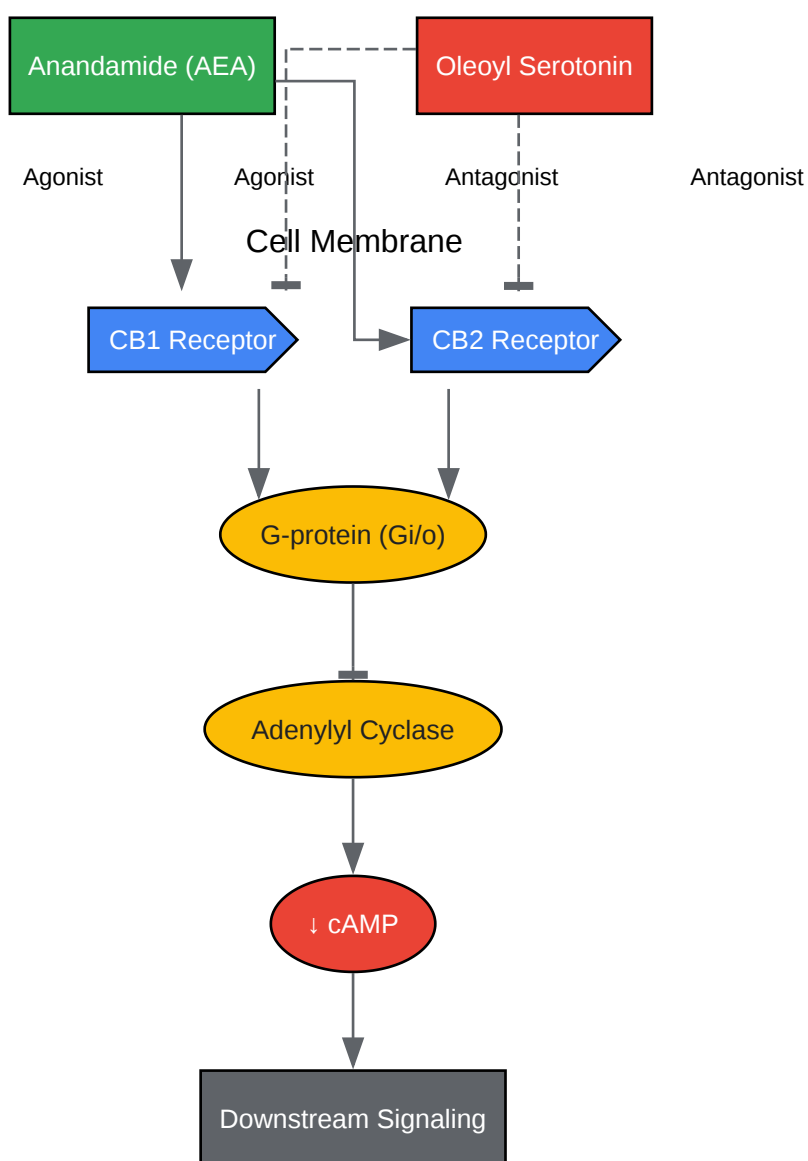 Anandamide (AEA)
Oleoyl Serotonin
Agonist
Agonist
Antagonist
Antagonist
Cell Membrane
CB1 Receptor
CB2 Receptor
G-protein (Gi/o)
Adenylyl Cyclase
↓ cAMP
Downstream Signaling